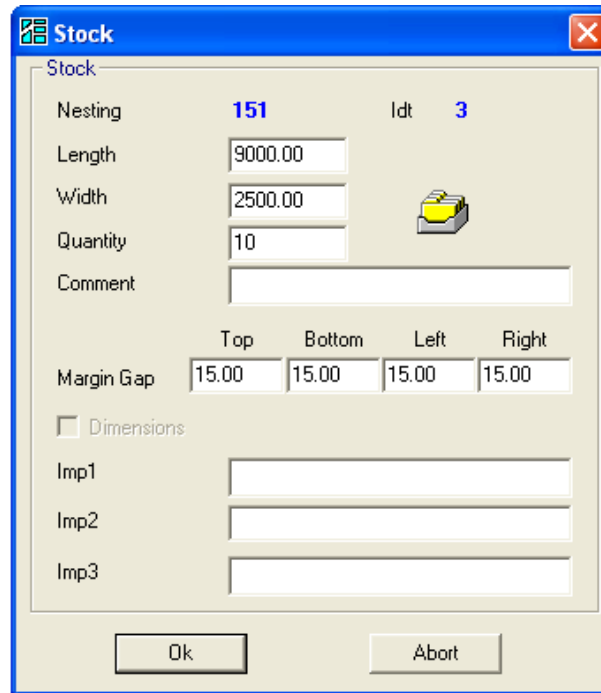 Stock
Stock
Nesting 151 Idt 3
Length 9000.00
Width 2500.00
Quantity 10
Comment
Top Bottom Left Right
Margin Gap 15.00 15.00 15.00 15.00
Dimensions
Imp1
Imp2
Imp3
Ok Abort